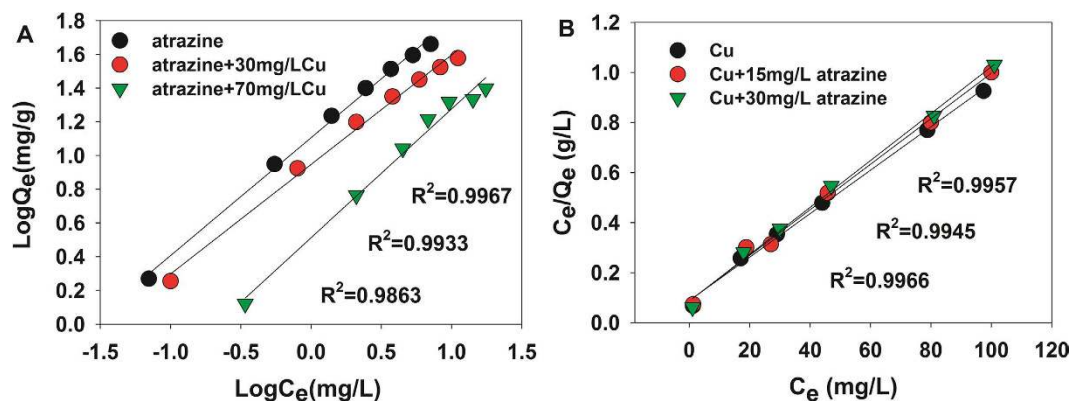 A
atrazine
atrazine+30mg/LCu
atrazine+70mg/LCu
R²=0.9967
R²=0.9933
R²=0.9863
LogQe(mg/g)
1.8
1.6
1.4
1.2
1.0
0.8
0.6
0.4
0.2
0.0
-1.5 -1.0 -0.5 0.0 0.5 1.0 1.5
LogCe(mg/L)
B
Cu
Cu+15mg/L atrazine
Cu+30mg/L atrazine
R²=0.9957
R²=0.9945
R²=0.9966
Ce/Qe (g/L)
1.2
1.0
0.8
0.6
0.4
0.2
0.0
0 20 40 60 80 100 120
Ce (mg/L)